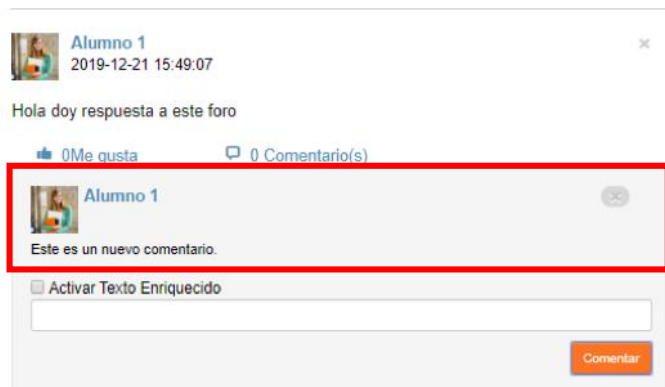 Alumno 1
2019-12-21 15:49:07
Hola doy respuesta a este foro
0Me gusta 0 Comentario(s)
Alumno 1
Este es un nuevo comentario.
Activar Texto Enriquecido
Comentar